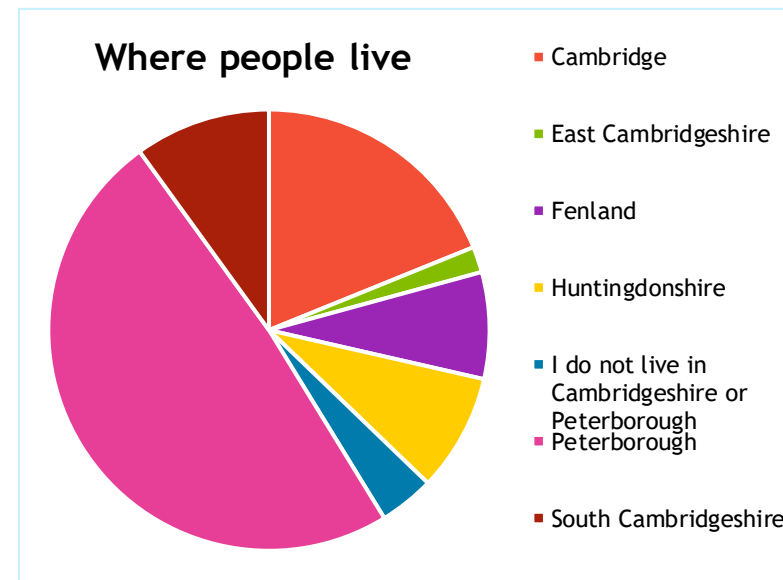 Where people live
Cambridge
East Cambridgeshire
Fenland
Huntingdonshire
I do not live in
Cambridgeshire or
Peterborough
Peterborough
South Cambridgeshire